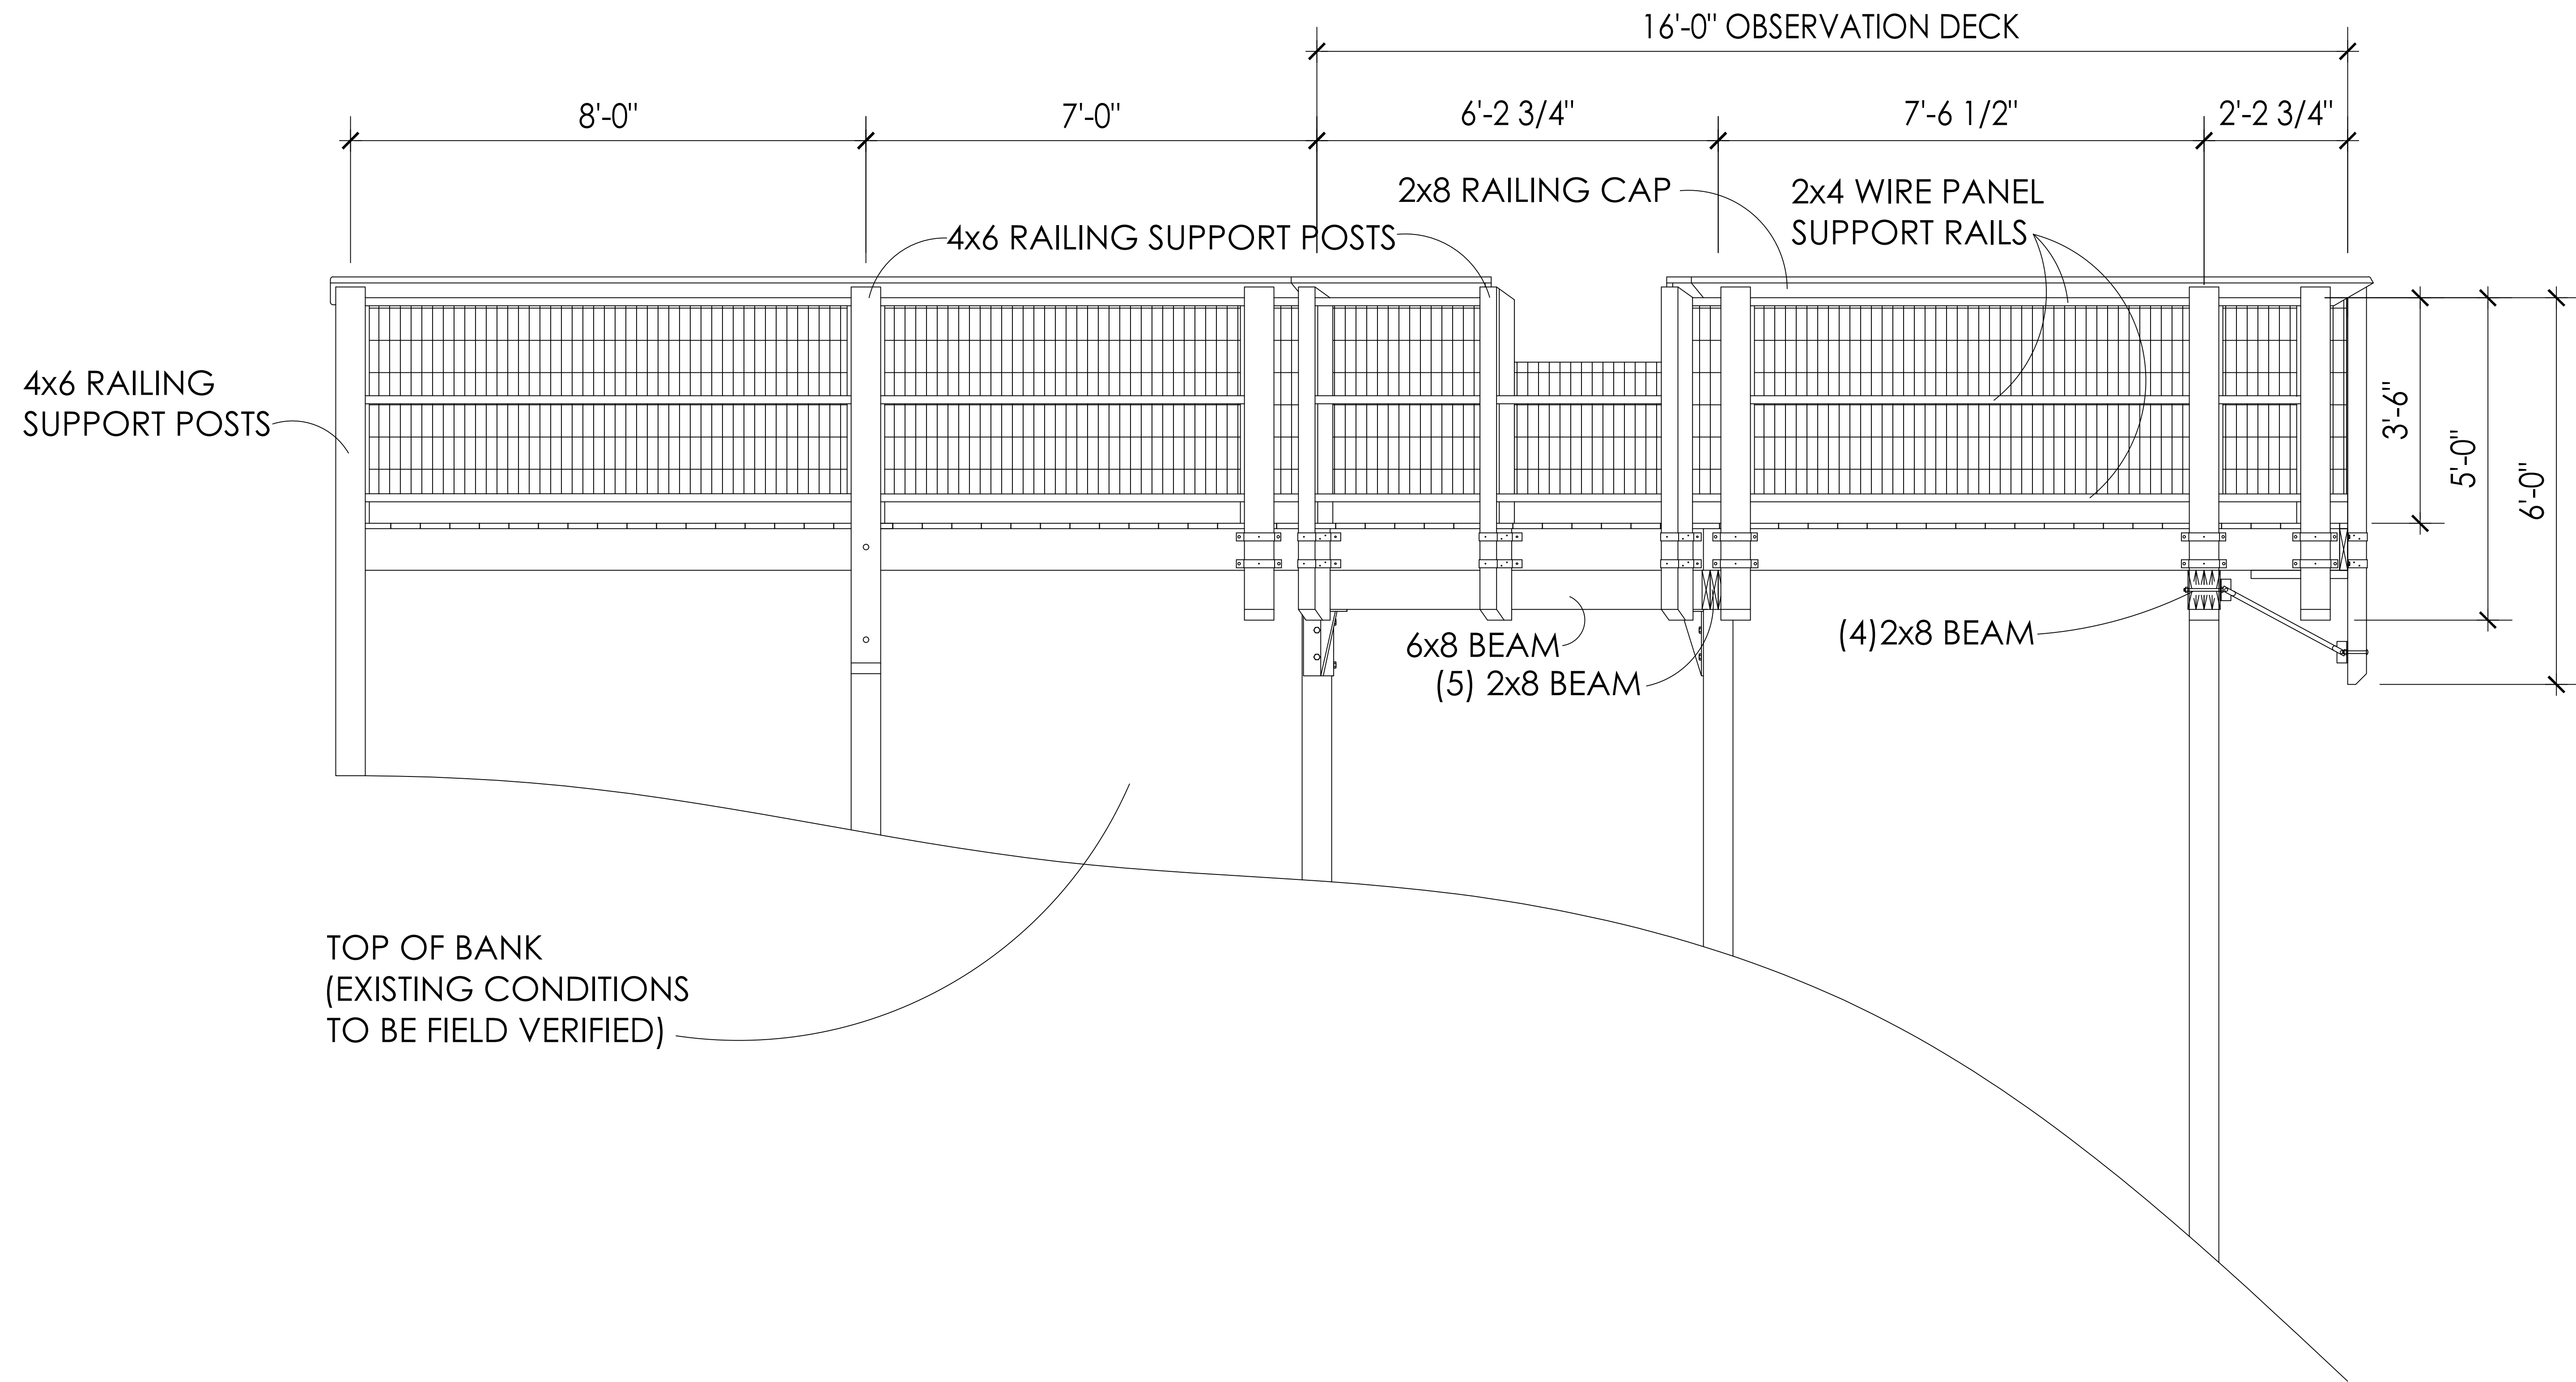 16'-0" OBSERVATION DECK
8'-0"
7'-0"
6'-2 3/4"
7'-6 1/2"
2'-2 3/4"
2x8 RAILING CAP
2x4 WIRE PANEL
SUPPORT RAILS
4x6 RAILING SUPPORT POSTS
4x6 RAILING
SUPPORT POSTS
3'-6"
5'-0"
6'-0"
6x8 BEAM
(5) 2x8 BEAM
(4)2x8 BEAM
TOP OF BANK
(EXISTING CONDITIONS
TO BE FIELD VERIFIED)